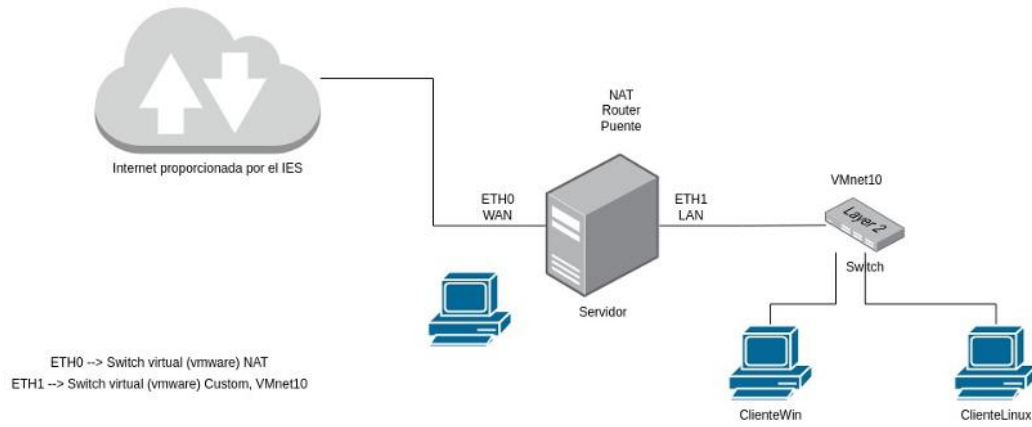 Internet proporcionada por el IES
NAT
Router
Puente
ETH0
WAN
ETH1
LAN
Servidor
VMnet10
Layer 2
Switch
ClienteWin
ClienteLinux
ETH0 --> Switch virtual (vmware) NAT
ETH1 --> Switch virtual (vmware) Custom, VMnet10